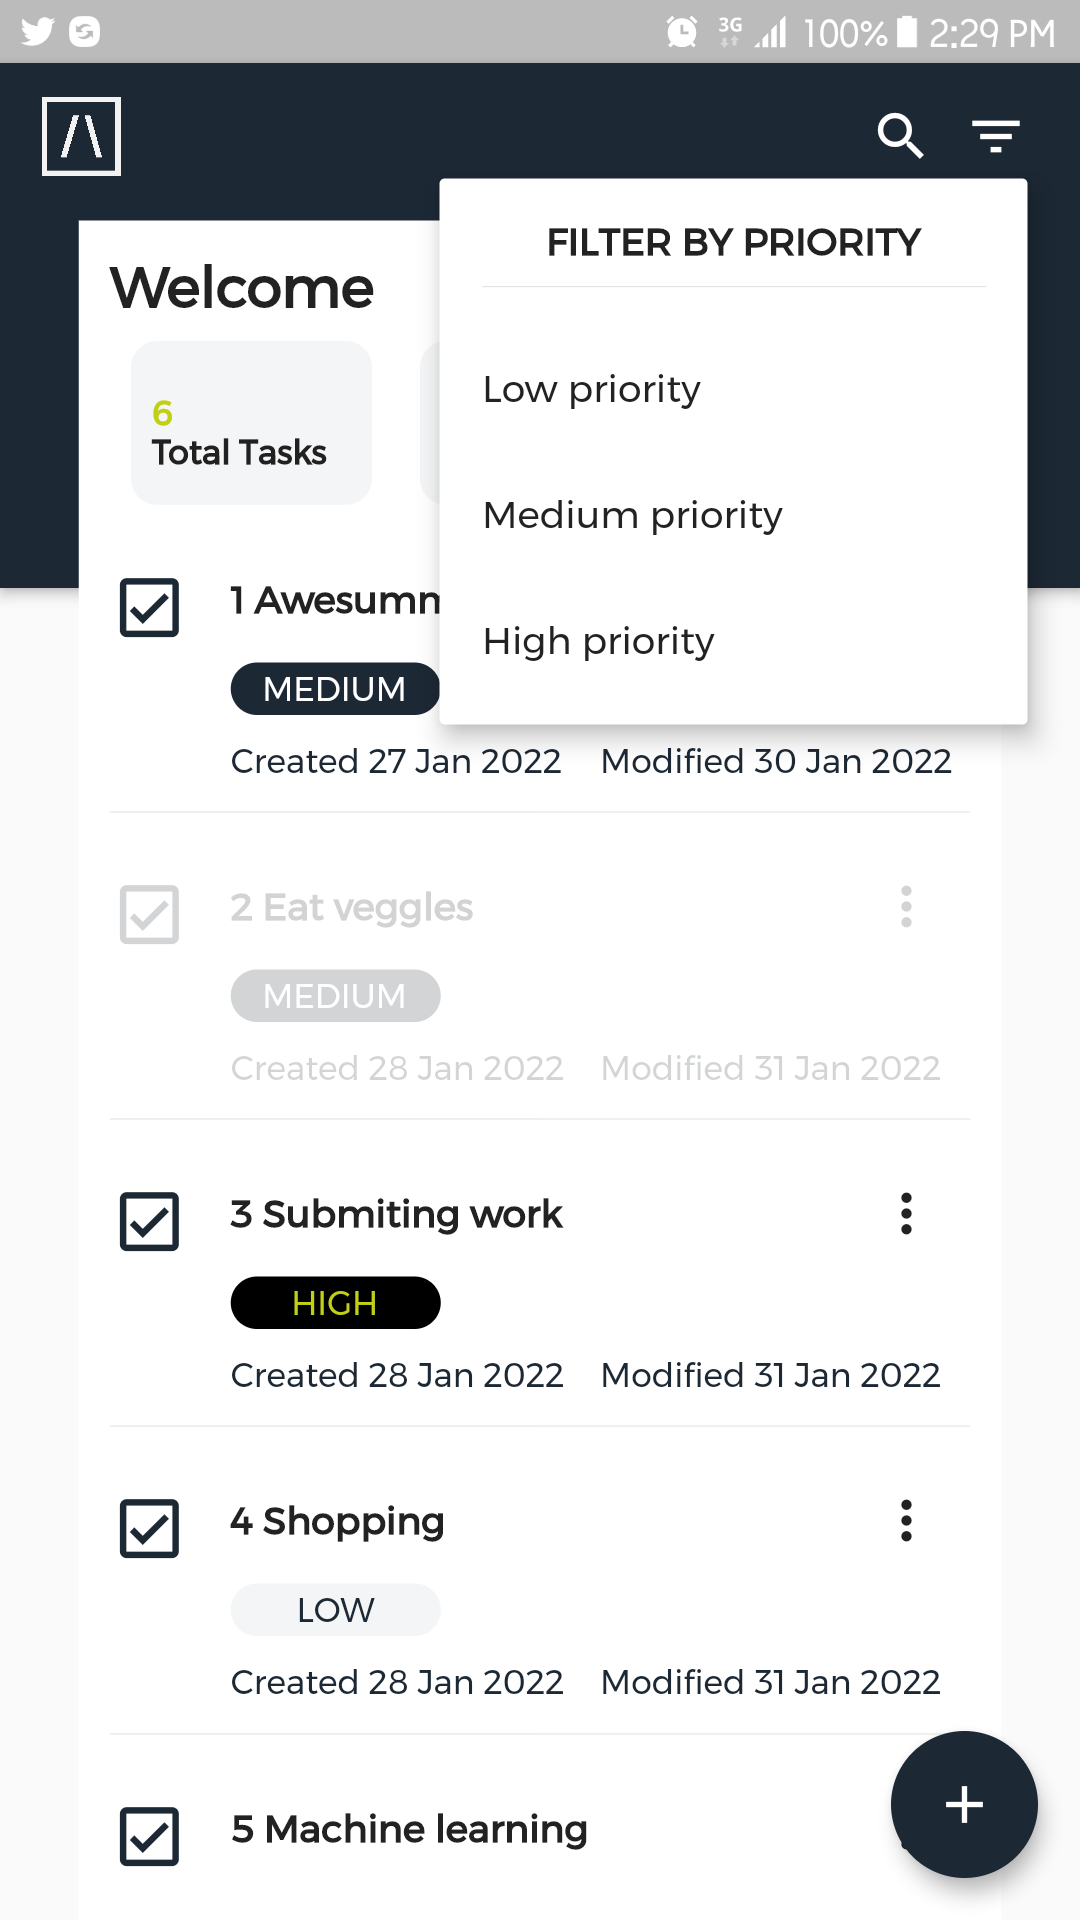 3G 100% 2:29 PM
FILTER BY PRIORITY
Low priority
Medium priority
High priority
Welcome
6
Total Tasks
1
MEDIUM
Created 27 Jan 2022 Modified 30 Jan 2022
2 Eat veggles
MEDIUM
Created 28 Jan 2022 Modified 31 Jan 2022
3 Submiting work
HIGH
Created 28 Jan 2022 Modified 31 Jan 2022
4 Shopping
LOW
Created 28 Jan 2022 Modified 31 Jan 2022
5 Machine learning